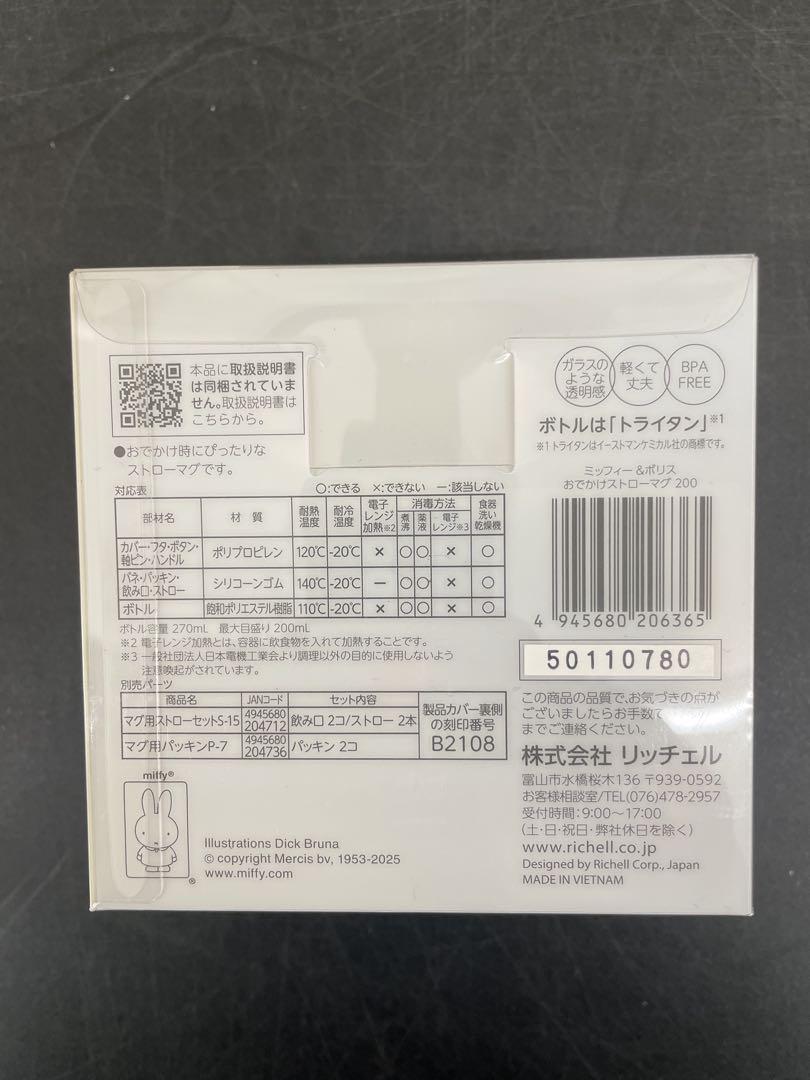 本品に取扱説明書
は同梱されていま
せん。取扱説明書は
こちらから。
●おでかけ時にぴったりな
ストローマグです。
対応表 ○:できる ×:できない ー:該当しない
部材名 材 質 耐熱温度 耐冷温度 電子レンジ加熱※2 消毒方法 煮沸 薬液 電子レンジ※3 食器洗い乾燥機
カバー・フタ・ボタン・軸ピン・ハンドル ポリプロピレン 120℃ -20℃ × ○ ○ × ○
バネ・パッキン・飲み口・ストロー シリコーンゴム 140℃ -20℃ ー ○ ○ × ○
ボトル 飽和ポリエステル樹脂 110℃ -20℃ × ○ ○ × ○
ボトル容量 270mL 最大目盛り 200mL
※2 電子レンジ加熱とは、容器に飲食物を入れて加熱することです。
※3 一般社団法人日本電機工業会より調理以外の目的に使用しないよう
注意喚起がされています。
別売パーツ
商品名 JANコード セット内容
マグ用ストローセットS-15 4945680 204712 飲み口 2コ/ストロー 2本
マグ用パッキンP-7 4945680 204736 パッキン 2コ
製品カバー裏側
の刻印番号
B2108
miffy®
®
Illustrations Dick Bruna
© copyright Mercis bv, 1953-2025
www.miffy.com
ガラスの
ような
透明感
軽くて
丈夫
BPA
FREE
ボトルは「トライタン」※1
※1 トライタンはイーストマンケミカル社の商標です。
ミッフィー &ボリス
おでかけストローマグ 200
4 945680 206365
50110780
この商品の品質で、お気づきの点が
ございましたらお手数ですが
までご連絡ください。
株式会社 リッチェル
富山市水橋桜木136 〒939-0592
お客様相談室/TEL(076)478-2957
受付時間:9:00〜17:00
(土・日・祝日・弊社休日を除く)
www.richell.co.jp
Designed by Richell Corp., Japan
MADE IN VIETNAM